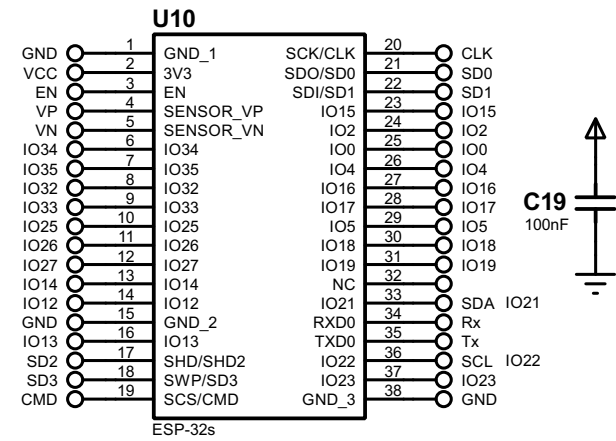 U10
GND 1 GND_1 SCK/CLK 20 CLK
VCC 2 3V3 SDO/SD0 21 SD0
EN 3 EN SDI/SD1 22 SD1
VP 4 SENSOR_VP IO15 23 IO15
VN 5 SENSOR_VN IO2 24 IO2
IO34 6 IO34 IO0 25 IO0
IO35 7 IO35 IO4 26 IO4
IO32 8 IO32 IO16 27 IO16
IO33 9 IO33 IO17 28 IO17
IO25 10 IO25 IO5 29 IO5
IO26 11 IO26 IO18 30 IO18
IO27 12 IO27 IO19 31 IO19
IO14 13 IO14 NC 32
IO12 14 IO12 IO21 33 SDA IO21
GND 15 GND_2 RXD0 34 Rx
IO13 16 IO13 TXD0 35 Tx
SD2 17 SHD/SHD2 IO22 36 SCL IO22
SD3 18 SWP/SD3 IO23 37 IO23
CMD 19 SCS/CMD GND_3 38 GND
ESP-32s
C19
100nF